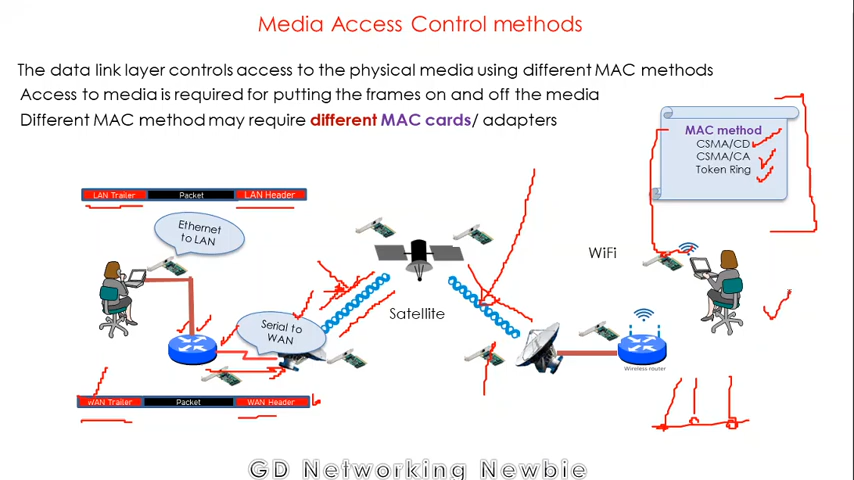 Media Access Control methods
The data link layer controls access to the physical media using different MAC methods
Access to media is required for putting the frames on and off the media
Different MAC method may require different MAC cards/ adapters
MAC method
CSMA/CD
CSMA/CA
Token Ring
LAN Trailer Packet LAN Header
Ethernet
to LAN
WiFi
Satellite
Serial to
WAN
Wireless router
WAN Trailer Packet WAN Header
GD Networking Newbie